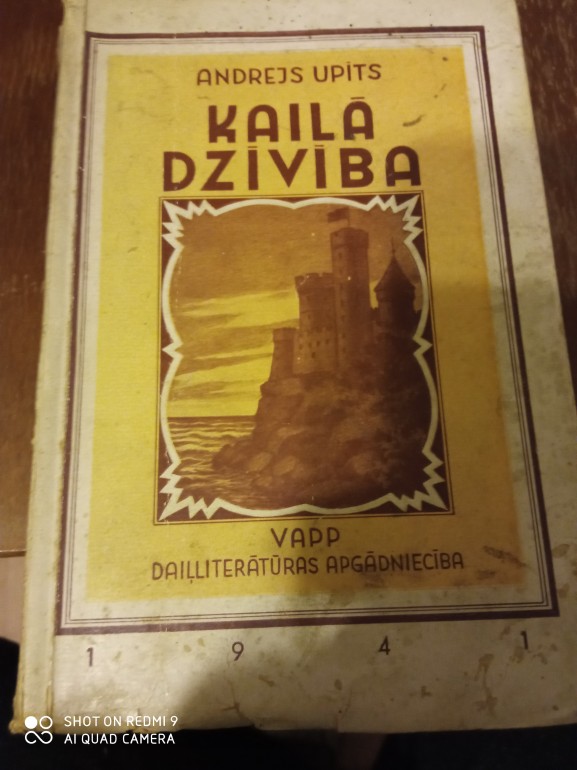 ANDREJS UPĪTS
KAILĀ
DZĪVĪBA
VAPP
DAIĻLITERĀTŪRAS APGĀDNIECĪBA
1 9 4 1
SHOT ON REDMI 9
AI QUAD CAMERA